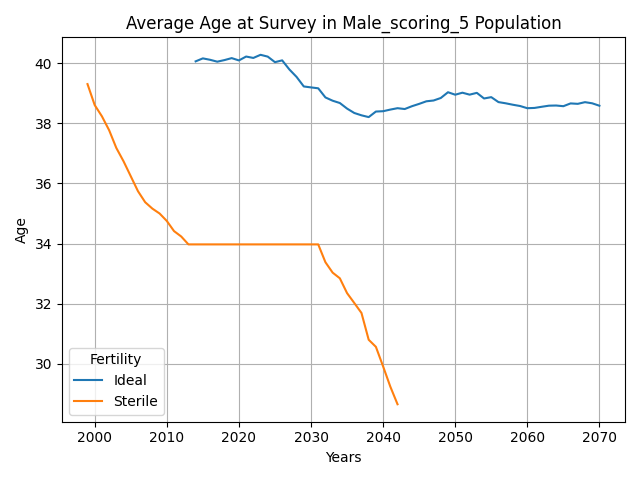 Average Age at Survey in Male_scoring_5 Population
Age
40
38
36
34
32
30
Fertility
Ideal
Sterile
2000 2010 2020 2030 2040 2050 2060 2070
Years